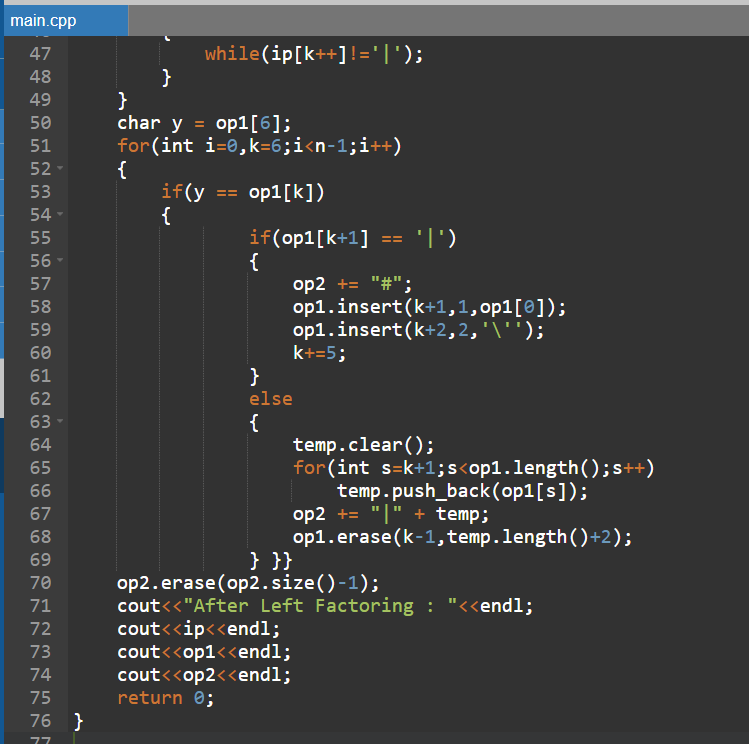 main.cpp
{
47 while(ip[k++]!='|');
48 }
49 }
50 char y = op1[6];
51 for(int i=0,k=6;i<n-1;i++)
52 {
53 if(y == op1[k])
54 {
55 if(op1[k+1] == '|')
56 {
57 op2 += "#";
58 op1.insert(k+1,1,op1[0]);
59 op1.insert(k+2,2,'\'');
60 k+=5;
61 }
62 else
63 {
64 temp.clear();
65 for(int s=k+1;s<op1.length();s++)
66 temp.push_back(op1[s]);
67 op2 += "|" + temp;
68 op1.erase(k-1,temp.length()+2);
69 } }}
70 op2.erase(op2.size()-1);
71 cout<<"After Left Factoring : "<<endl;
72 cout<<ip<<endl;
73 cout<<op1<<endl;
74 cout<<op2<<endl;
75 return 0;
76 }
77